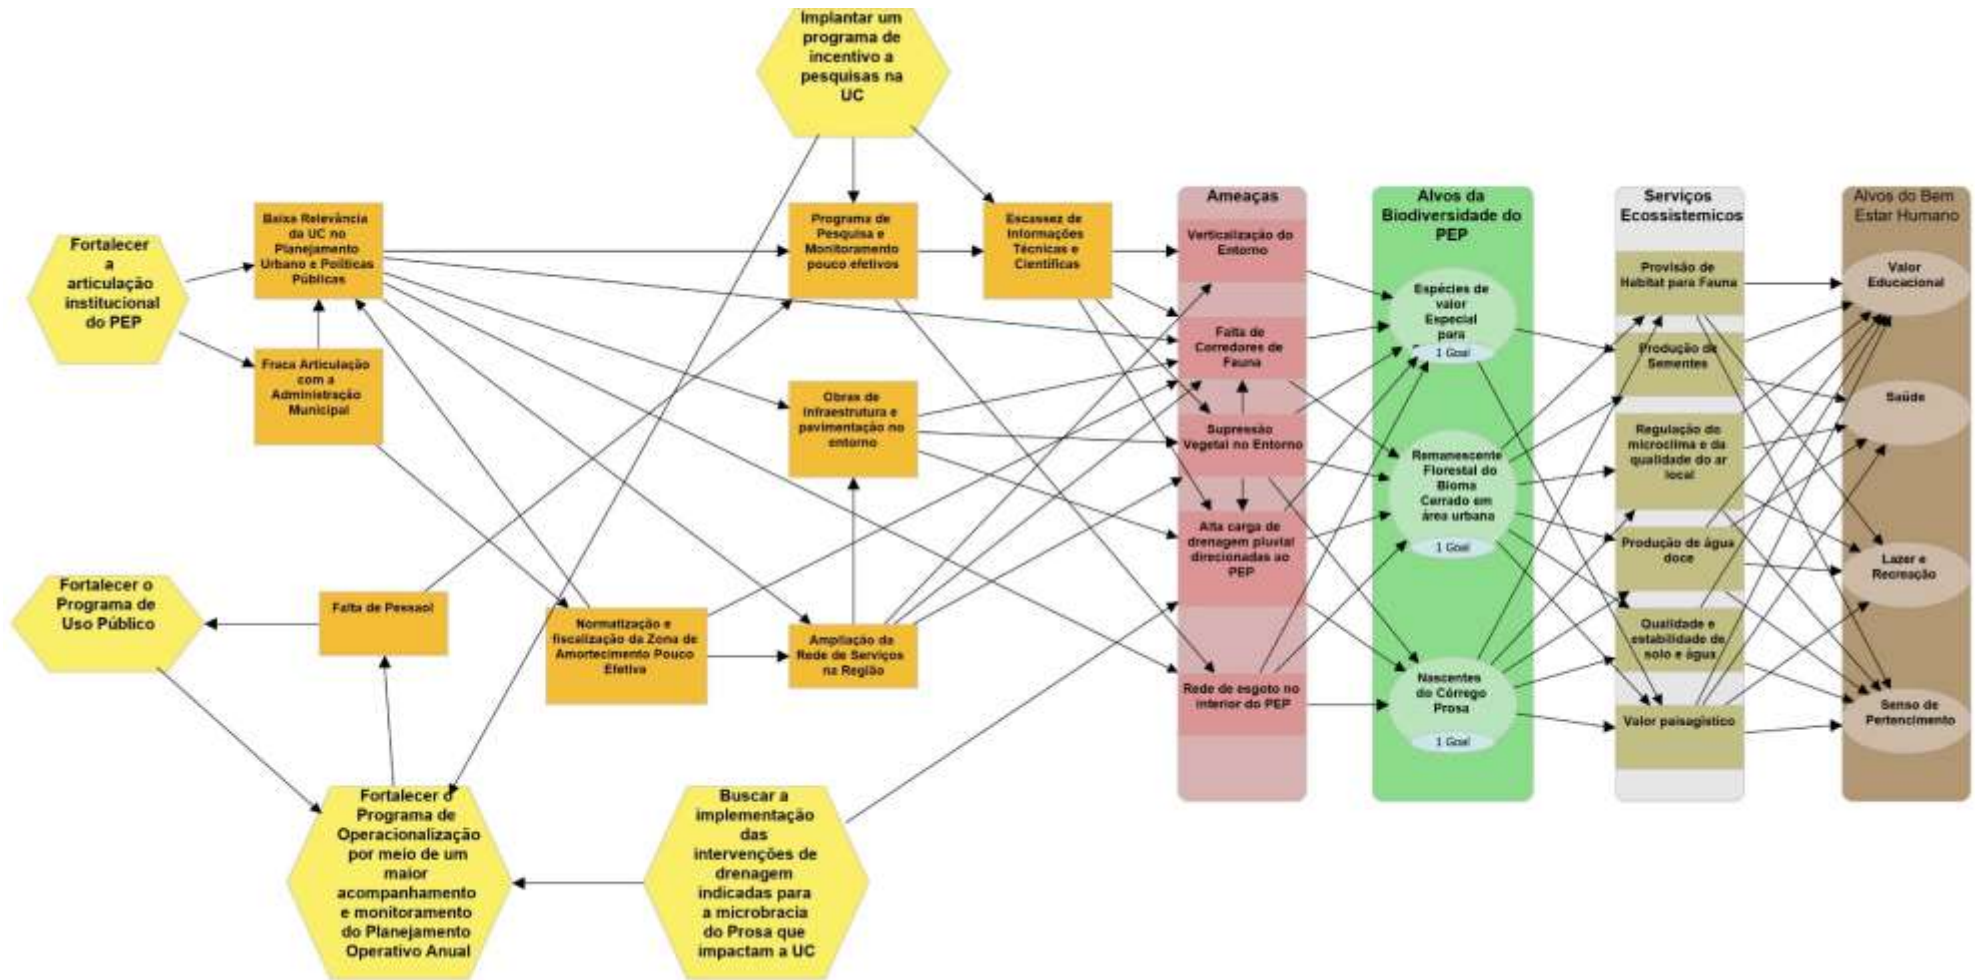 Implantar um
programa de
incentivo a
pesquisas na
UC
Fortalecer
a
articulação
institucional
do PEP
Baixa Relevância
da UC no
Planejamento
Urbano e Políticas
Públicas
Fraca Articulação
com a
Administração
Municipal
Programa de
Pesquisa e
Monitoramento
pouco efetivos
Escassez de
Informações
Técnicas e
Científicas
Obras de
Infraestrutura e
pavimentação no
entorno
Fortalecer o
Programa de
Uso Público
Falta de Pessaol
Normatização e
fiscalização da Zona de
Amortecimento Pouco
Efetiva
Ampliação da
Rede de Serviços
na Região
Fortalecer o
Programa de
Operacionalização
por meio de um
maior
acompanhamento
e monitoramento
do Planejamento
Operativo Anual
Buscar a
implementação
das
intervenções de
drenagem
indicadas para
a microbracia
do Prosa que
impactam a UC
Ameaças
Verticalização do
Entorno
Falta de
Corredores de
Fauna
Supressão
Vegetal no Entorno
Alta carga de
drenagem pluvial
direcionadas ao
PEP
Rede de esgoto no
interior do PEP
Alvos da
Biodiversidade do
PEP
Espécies de
valor
Especial
para
1 Goal
Remanescente
Florestal do
Bioma
Cerrado em
área urbana
1 Goal
Nascentes
do Córrego
Prosa
1 Goal
Serviços
Ecossistemicos
Provisão de
Habitat para Fauna
Produção de
Sementes
Regulação do
microclima e da
qualidade do ar
local
Produção de água
doce
Qualidade e
estabilidade de
solo e água
Valor paisagístico
Alvos do Bem
Estar Humano
Valor
Educacional
Saúde
Lazer e
Recreação
Senso de
Pertencimento